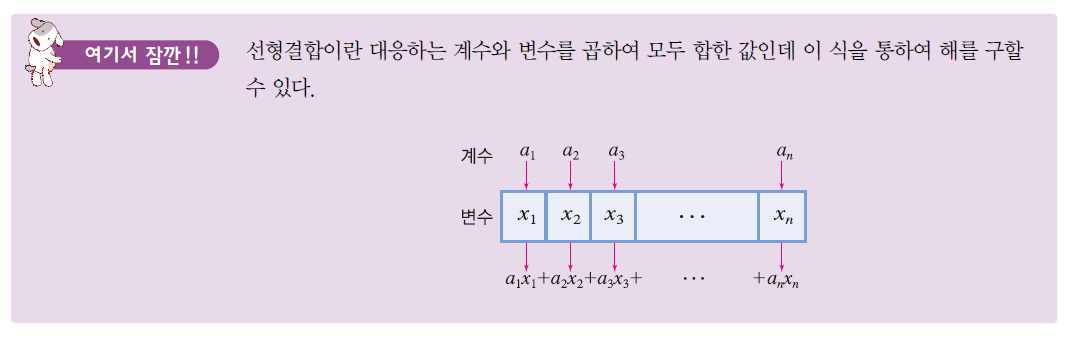 여기서 잠깐!!
선형결합이란 대응하는 계수와 변수를 곱하여 모두 합한 값인데 이 식을 통하여 해를 구할
수 있다.
계수 a₁ a₂ a₃ aₙ
변수 x₁ x₂ x₃ ⋯ xₙ
a₁x₁+a₂x₂+a₃x₃+ ⋯ +aₙxₙ